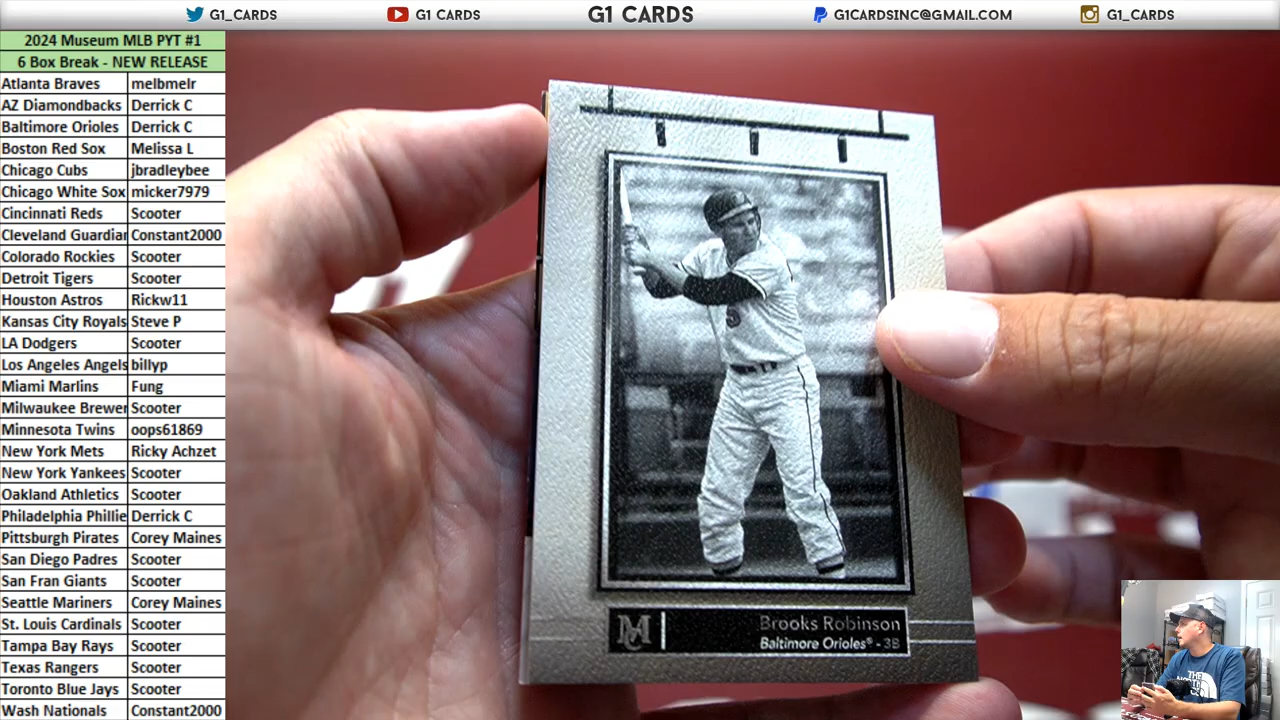 G1_CARDS
G1 CARDS
G1 CARDS
G1CARDSINC@GMAIL.COM
G1_CARDS
2024 Museum MLB PYT #1
6 Box Break - NEW RELEASE
Atlanta Braves melbmelr
AZ Diamondbacks Derrick C
Baltimore Orioles Derrick C
Boston Red Sox Melissa L
Chicago Cubs jbradleybee
Chicago White Sox micker7979
Cincinnati Reds Scooter
Cleveland Guardian Constant2000
Colorado Rockies Scooter
Detroit Tigers Scooter
Houston Astros Rickw11
Kansas City Royals Steve P
LA Dodgers Scooter
Los Angeles Angels billyp
Miami Marlins Fung
Milwaukee Brewer Scooter
Minnesota Twins oops61869
New York Mets Ricky Achzet
New York Yankees Scooter
Oakland Athletics Scooter
Philadelphia Phillie Derrick C
Pittsburgh Pirates Corey Maines
San Diego Padres Scooter
San Fran Giants Scooter
Seattle Mariners Corey Maines
St. Louis Cardinals Scooter
Tampa Bay Rays Scooter
Texas Rangers Scooter
Toronto Blue Jays Scooter
Wash Nationals Constant2000
5
MC
Brooks Robinson
Baltimore Orioles® - 3B
THE